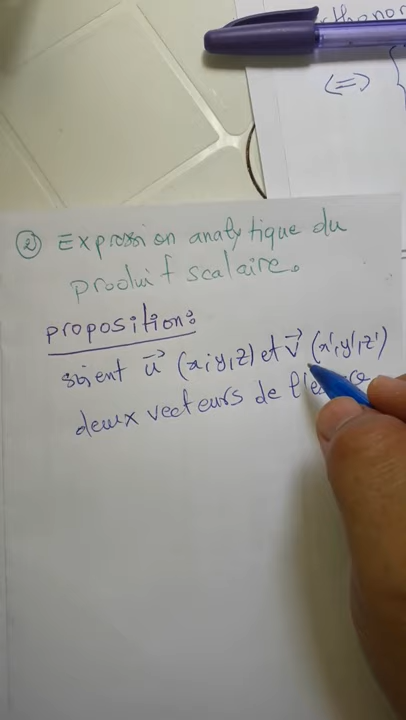 (<=>)
② Expression analytique du
produit scalaire.
proposition:
soient u⃗ (x,y,z) et v⃗ (x',y',z')
deux vecteurs de